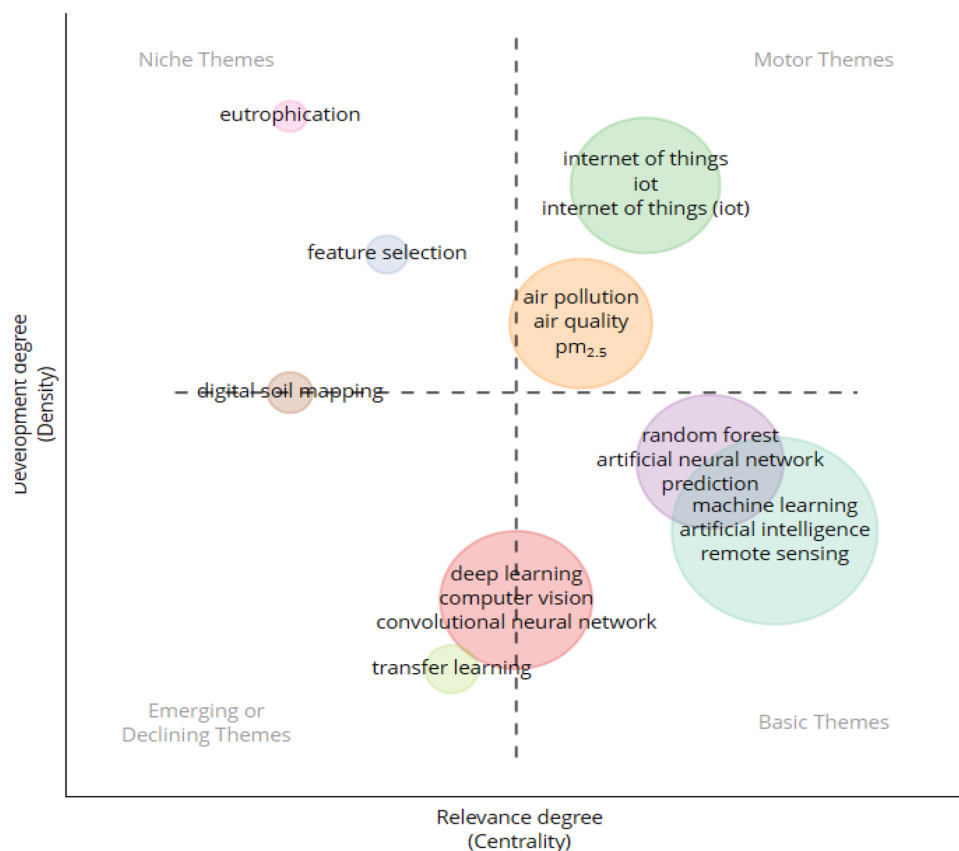 Niche Themes
Motor Themes
eutrophication
internet of things
iot
internet of things (iot)
feature selection
air pollution
air quality
pm₂.₅
digital soil mapping
random forest
artificial neural network
prediction
machine learning
artificial intelligence
remote sensing
deep learning
computer vision
convolutional neural network
transfer learning
Emerging or
Declining Themes
Basic Themes
Development degree
(Density)
Relevance degree
(Centrality)